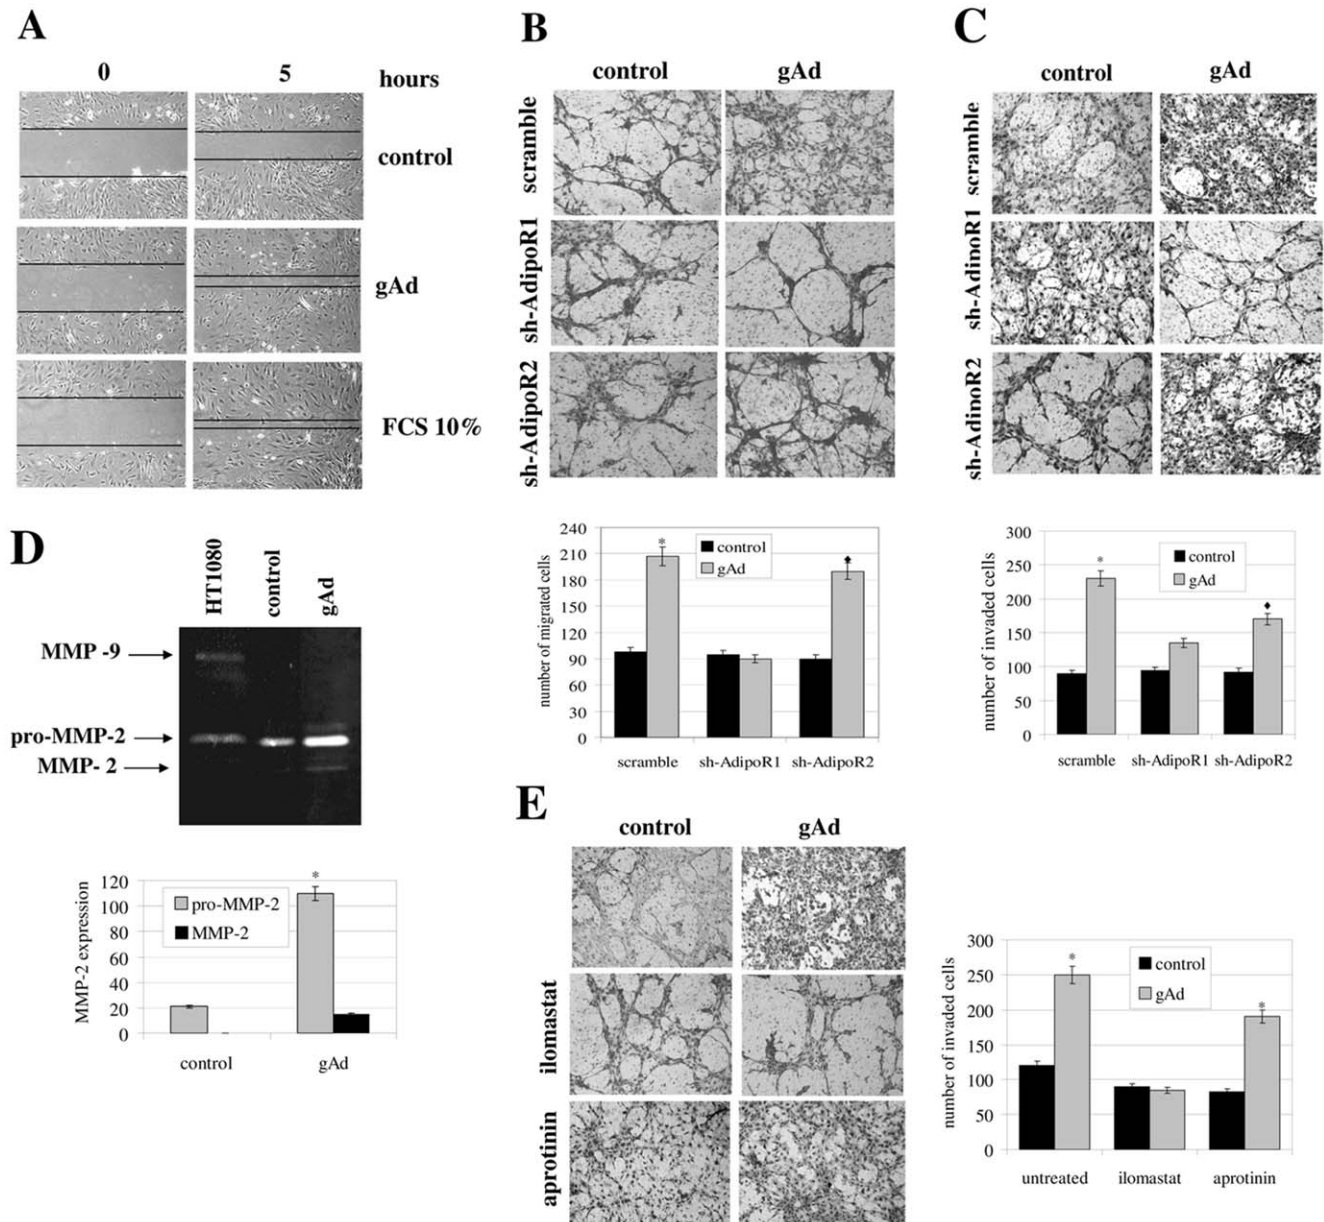 A
0 5 hours
control
gAd
FCS 10%
B
control gAd
scramble
sh-AdipoR1
sh-AdipoR2
240
210
180
150
120
90
60
30
0
number of migrated cells
*
♦
control
gAd
scramble sh-AdipoR1 sh-AdipoR2
C
control gAd
scramble
sh-AdinoR1
sh-AdinoR2
300
250
200
150
100
50
0
number of invaded cells
*
♦
control
gAd
scramble sh-AdipoR1 sh-AdipoR2
D
HT1080 control gAd
MMP -9
pro-MMP-2
MMP- 2
120
100
80
60
40
20
0
MMP-2 expression
*
pro-MMP-2
MMP-2
control gAd
E
control gAd
ilomastat
aprotinin
300
250
200
150
100
50
0
number of invaded cells
*
*
control
gAd
untreated ilomastat aprotinin